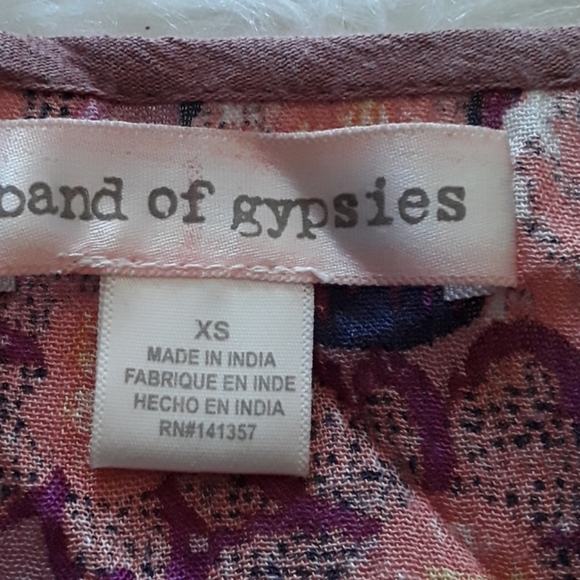 band of gypsies
XS
MADE IN INDIA
FABRIQUE EN INDE
HECHO EN INDIA
RN#141357